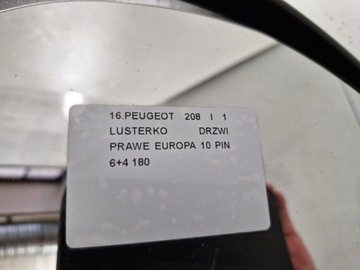 16.PEUGEOT 208 I 1
LUSTERKO DRZWI
PRAWE EUROPA 10 PIN
6+4 180